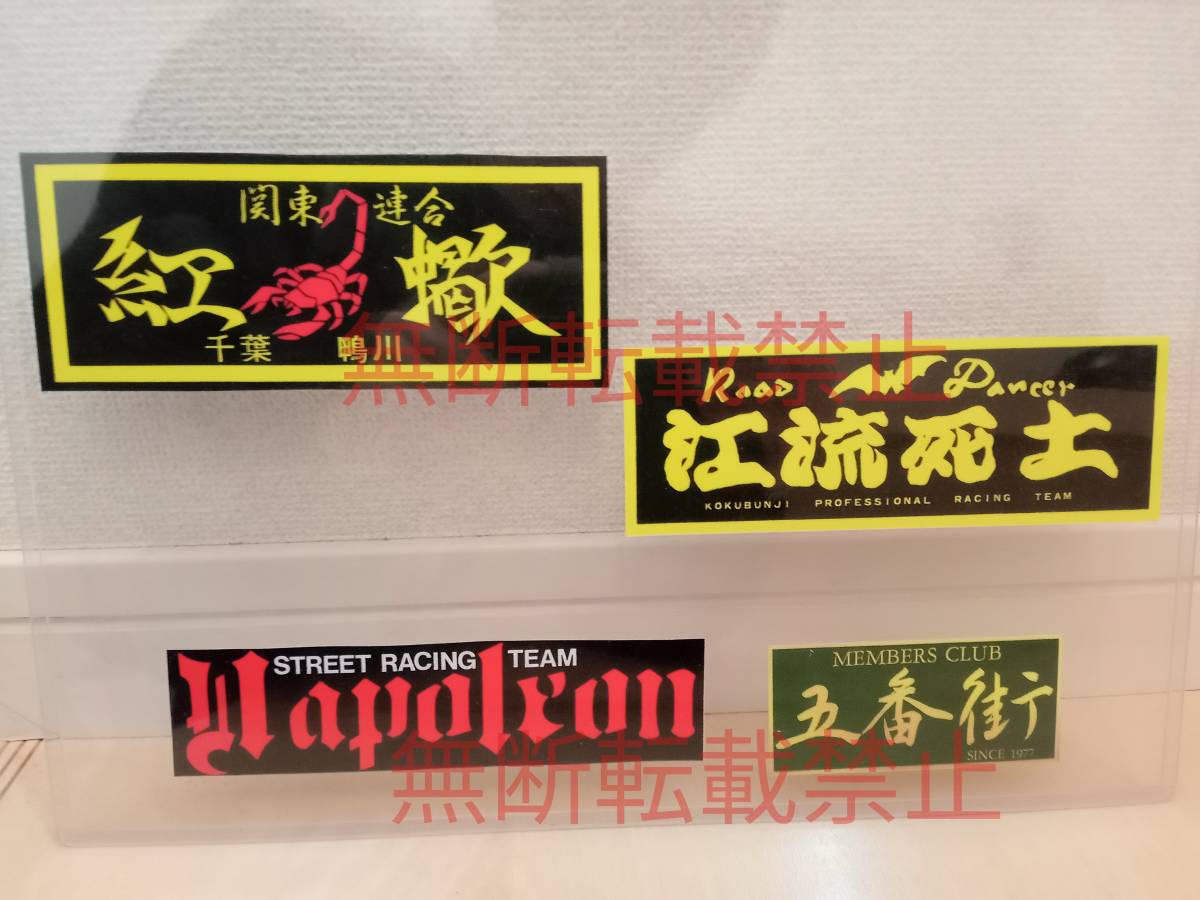 関東 連合
紅 蠍
千葉 鴨川
無断転載禁止
Road Dancer
江流死士
KOKUBUNJI PROFESSIONAL RACING TEAM
STREET RACING TEAM
Napoleon
MEMBERS CLUB
五番街
SINCE 1977
無断転載禁止